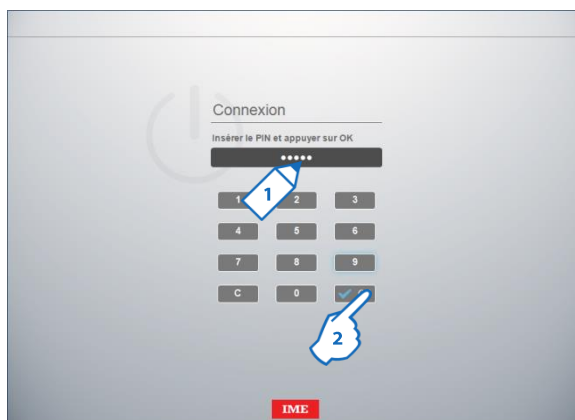 Connexion
Insérer le PIN et appuyer sur OK
•••••
1 1 2 3
4 5 6
7 8 9
C 0
2
IME